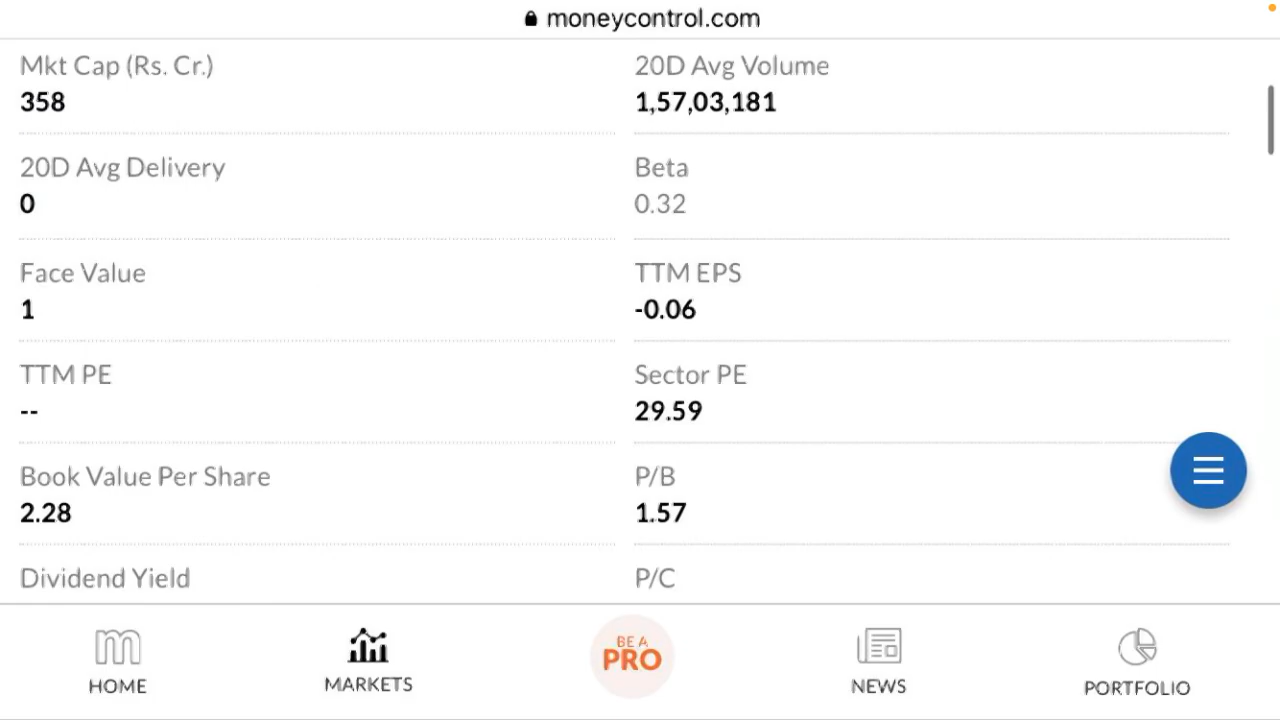 moneycontrol.com
Mkt Cap (Rs. Cr.)
358
20D Avg Volume
1,57,03,181
20D Avg Delivery
0
Beta
0.32
Face Value
1
TTM EPS
-0.06
TTM PE
--
Sector PE
29.59
Book Value Per Share
2.28
P/B
1.57
Dividend Yield
P/C
m
HOME
MARKETS
BE A
PRO
NEWS
PORTFOLIO